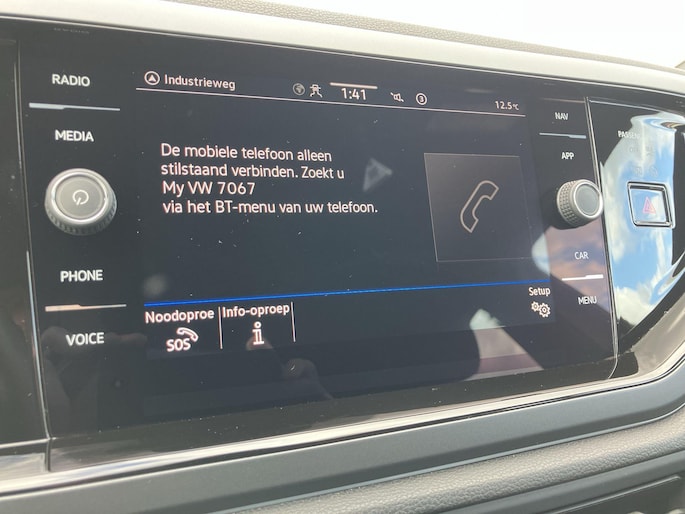 RADIO
MEDIA
PHONE
VOICE
Industrieweg
1:41
3
12.5°C
De mobiele telefoon alleen
stilstaand verbinden. Zoekt u
My VW 7067
via het BT-menu van uw telefoon.
Noodoproe
SOS
Info-oproep
i
Setup
NAV
APP
CAR
MENU